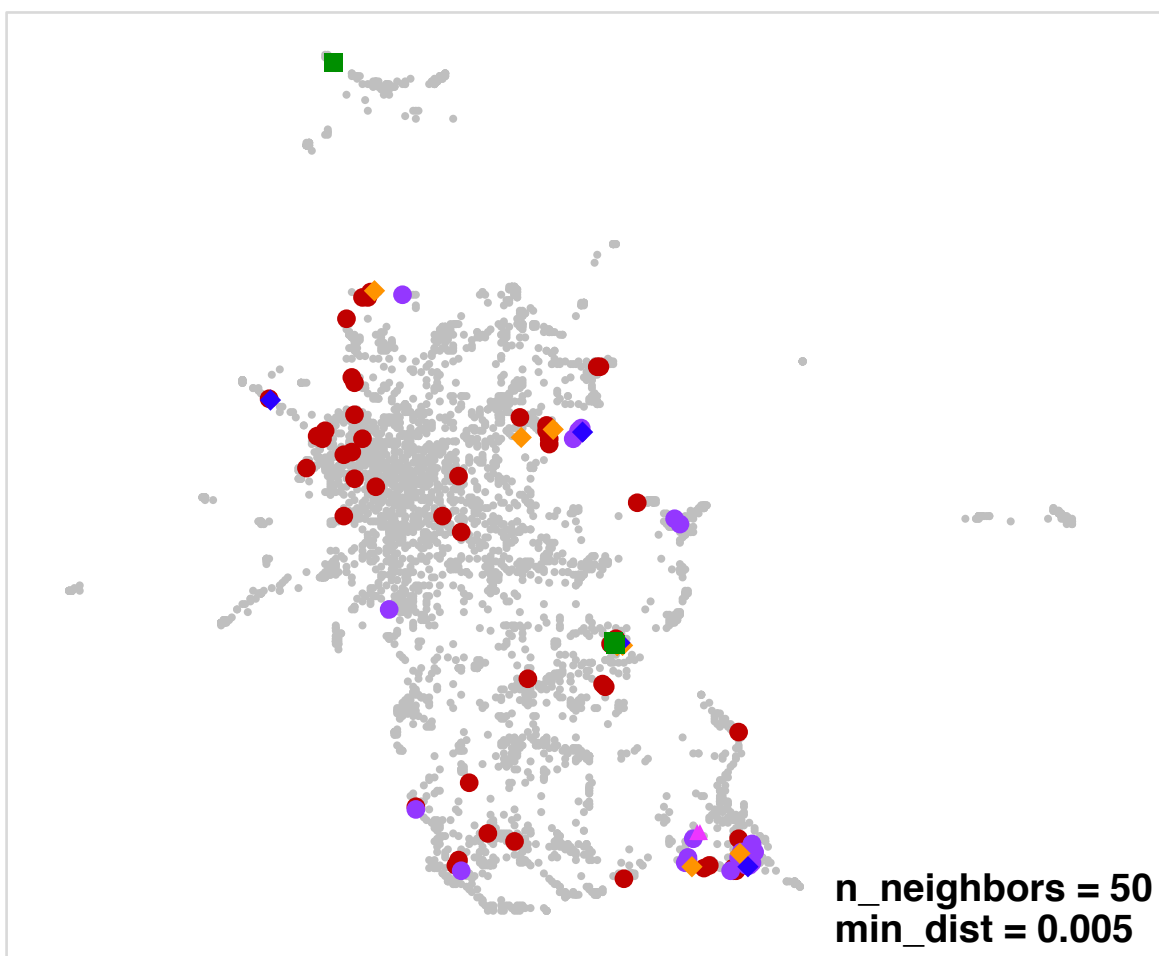 n_neighbors = 50
min_dist = 0.005